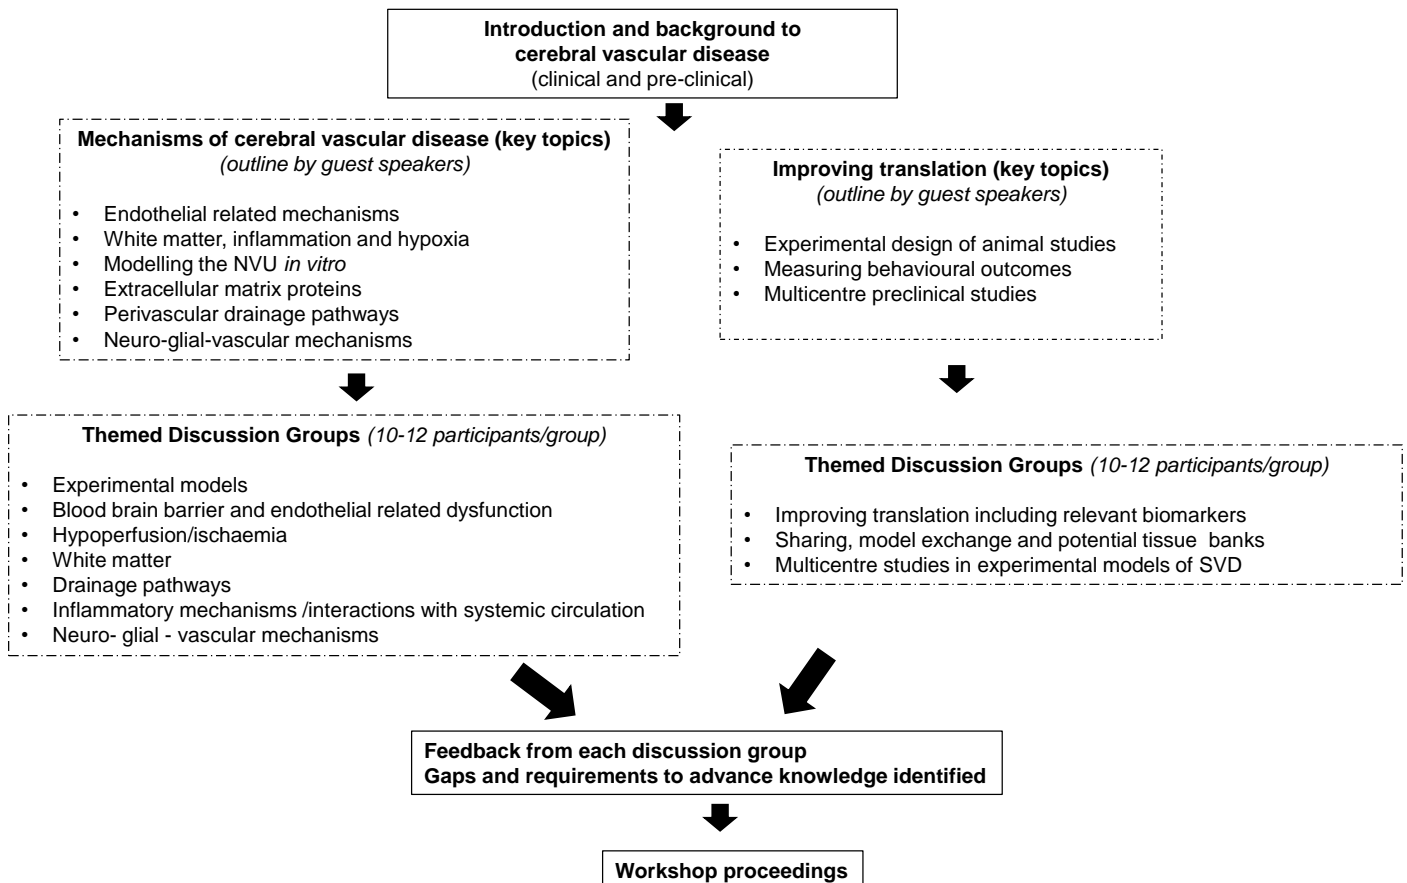 Introduction and background to
cerebral vascular disease
(clinical and pre-clinical)
Mechanisms of cerebral vascular disease (key topics)
(outline by guest speakers)
• Endothelial related mechanisms
• White matter, inflammation and hypoxia
• Modelling the NVU in vitro
• Extracellular matrix proteins
• Perivascular drainage pathways
• Neuro-glial-vascular mechanisms
Improving translation (key topics)
(outline by guest speakers)
• Experimental design of animal studies
• Measuring behavioural outcomes
• Multicentre preclinical studies
Themed Discussion Groups (10-12 participants/group)
• Experimental models
• Blood brain barrier and endothelial related dysfunction
• Hypoperfusion/ischaemia
• White matter
• Drainage pathways
• Inflammatory mechanisms /interactions with systemic circulation
• Neuro- glial - vascular mechanisms
Themed Discussion Groups (10-12 participants/group)
• Improving translation including relevant biomarkers
• Sharing, model exchange and potential tissue  banks
• Multicentre studies in experimental models of SVD
Feedback from each discussion group
Gaps and requirements to advance knowledge identified
Workshop proceedings